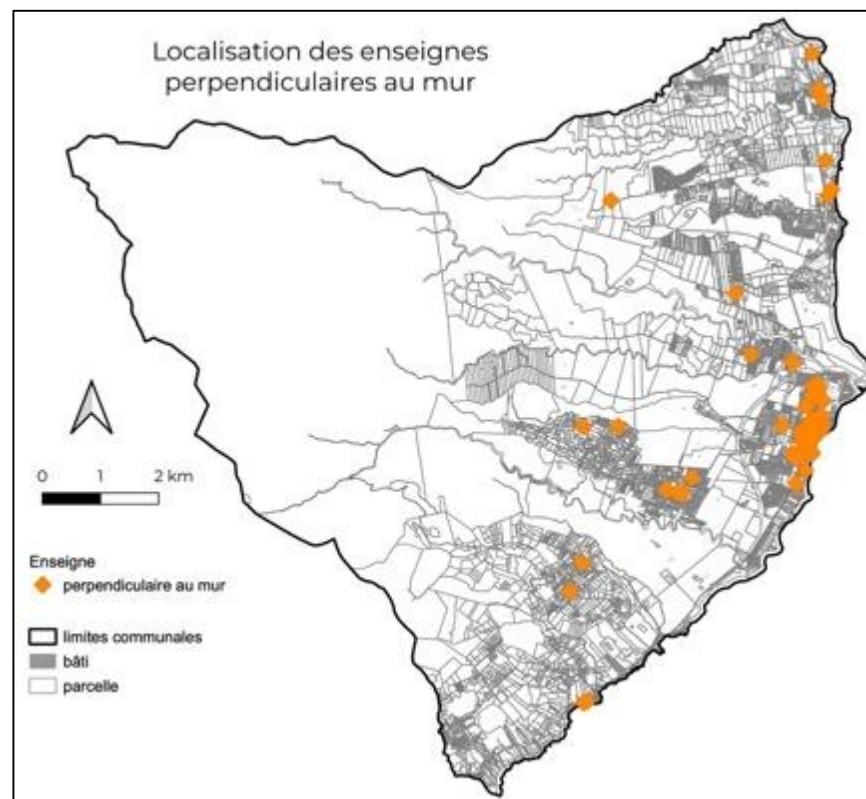 Localisation des enseignes
perpendiculaires au mur
0 1 2 km
Enseigne
perpendiculaire au mur
limites communales
bâti
parcelle